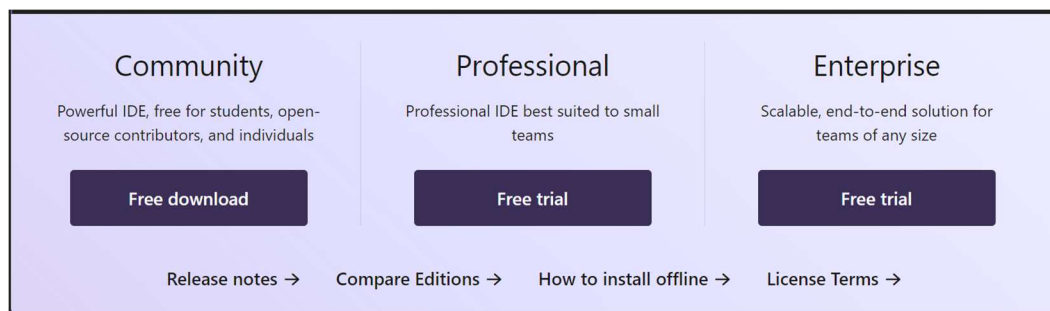 Community
Powerful IDE, free for students, open-
source contributors, and individuals
Free download
Professional
Professional IDE best suited to small
teams
Free trial
Enterprise
Scalable, end-to-end solution for
teams of any size
Free trial
Release notes →
Compare Editions →
How to install offline →
License Terms →